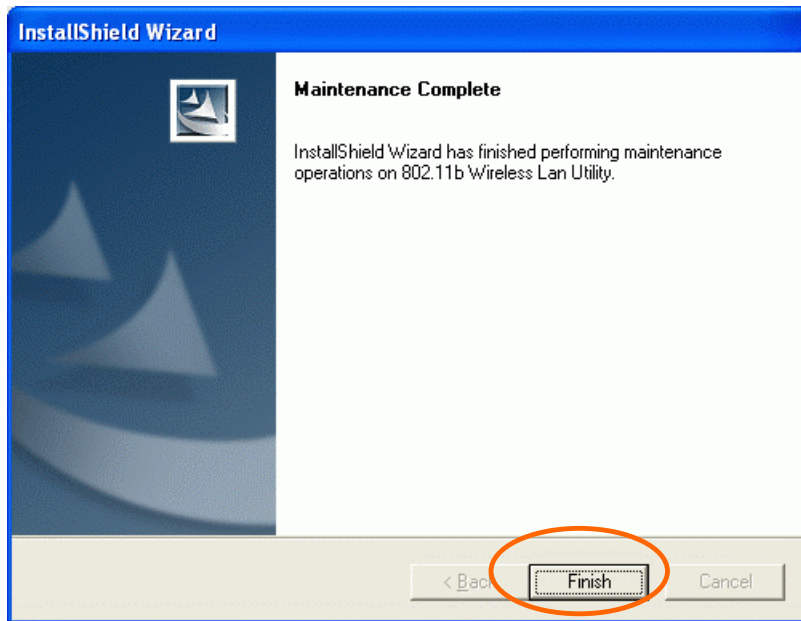 InstallShield Wizard
Maintenance Complete
InstallShield Wizard has finished performing maintenance
operations on 802.11b Wireless Lan Utility.
< Back Finish Cancel